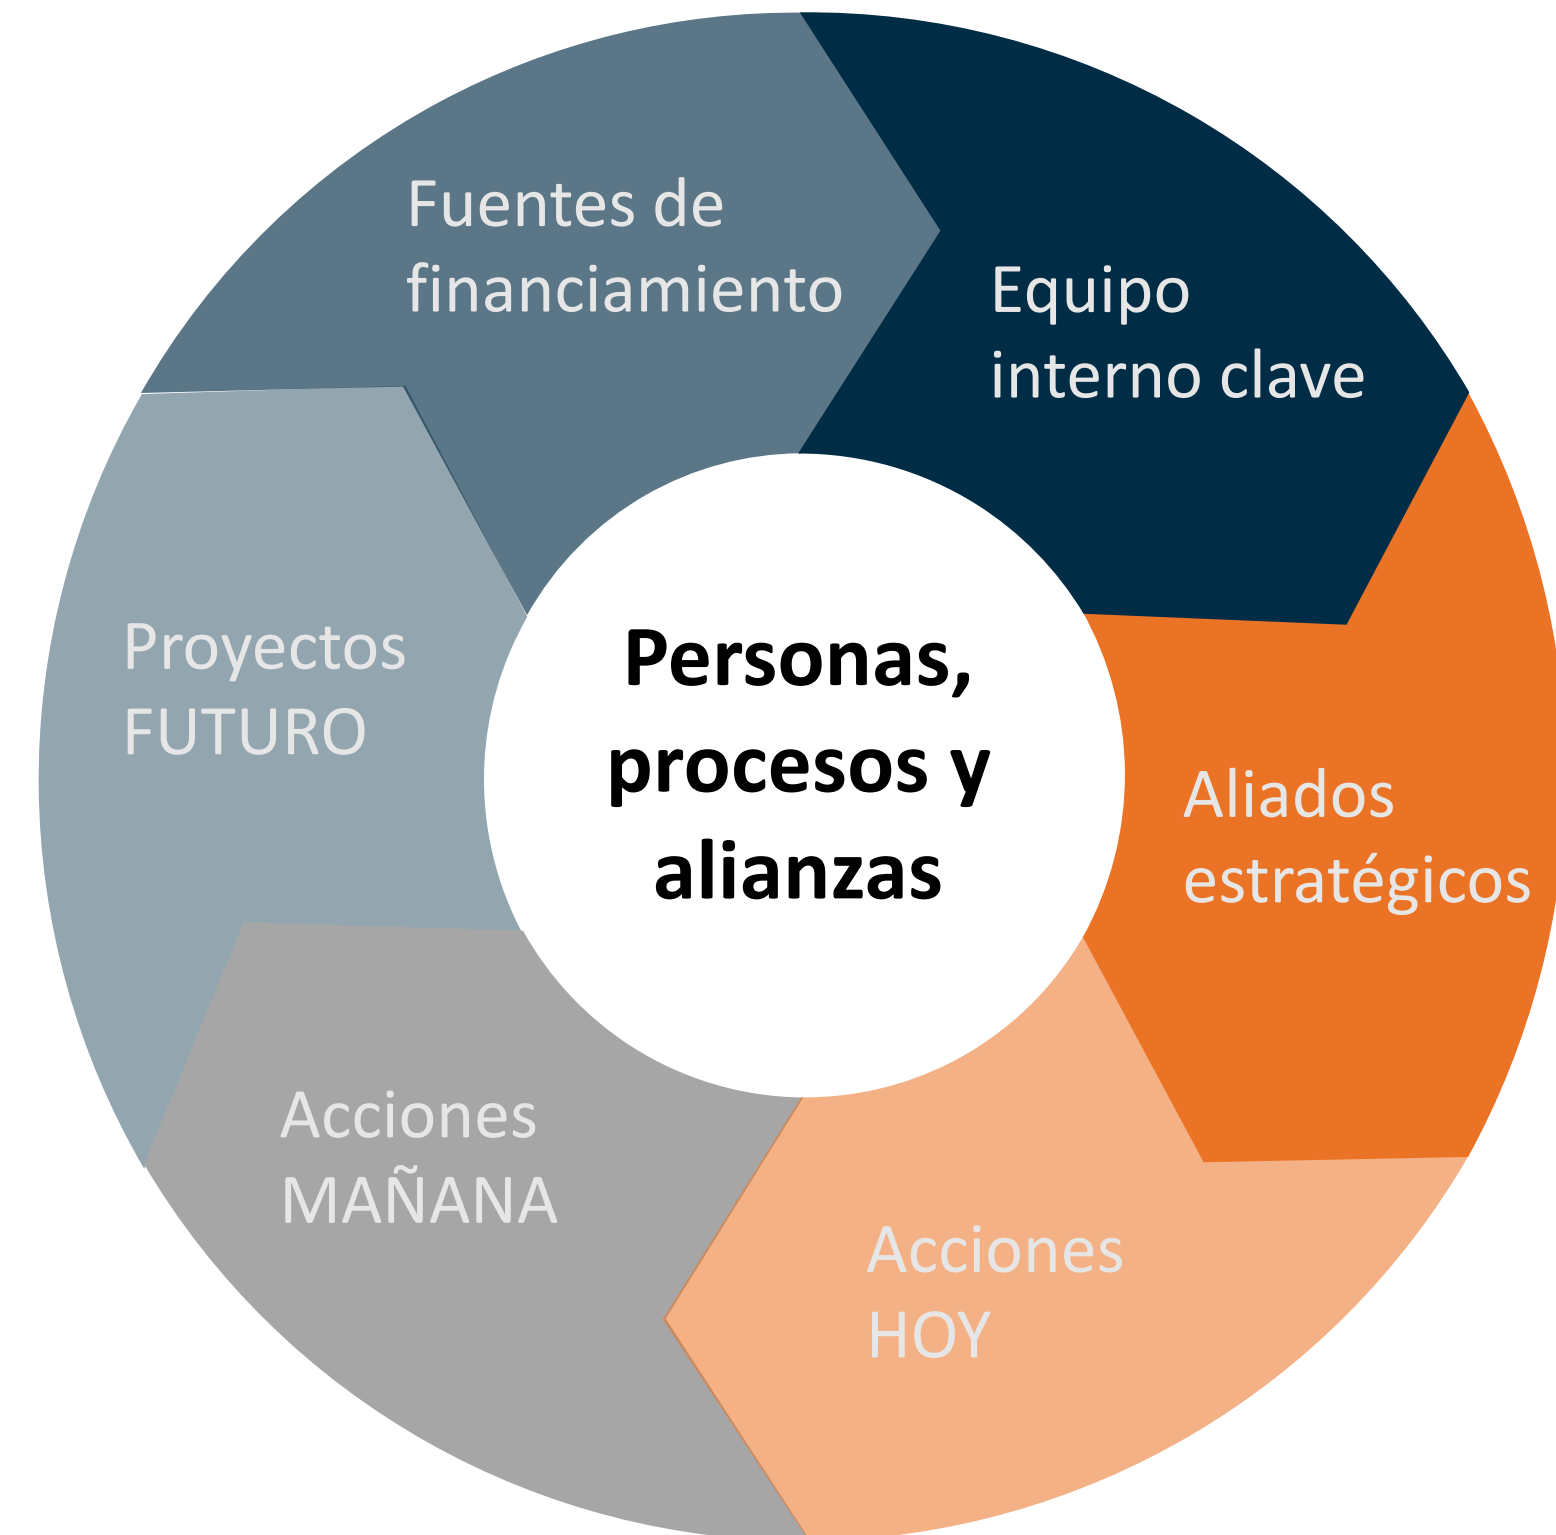 Fuentes de
financiamiento
Equipo
interno clave
Proyectos
FUTURO
Personas,
procesos y
alianzas
Aliados
estratégicos
Acciones
MAÑANA
Acciones
HOY